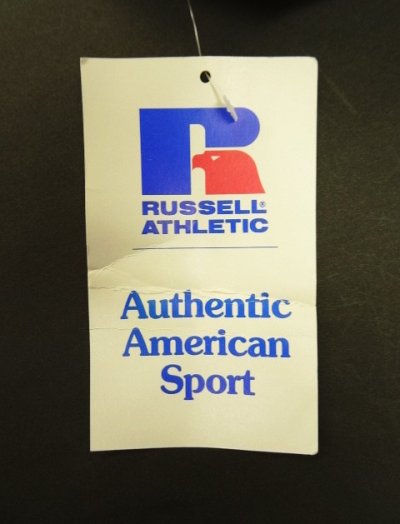 RUSSELL®
ATHLETIC
Authentic
American
Sport